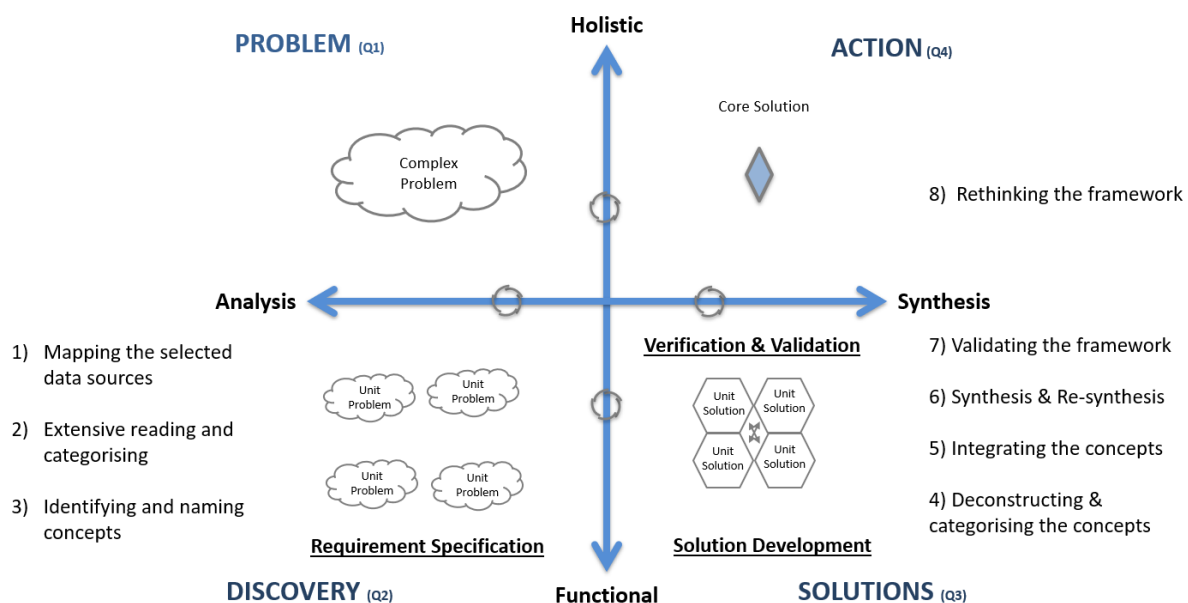 Holistic
PROBLEM (Q1)
ACTION (Q4)
Core Solution
Complex
Problem
8) Rethinking the framework
Analysis
Synthesis
1) Mapping the selected
data sources
2) Extensive reading and
categorising
3) Identifying and naming
concepts
Unit
Problem
Unit
Problem
Unit
Problem
Unit
Problem
Requirement Specification
Verification & Validation
Unit
Solution
Unit
Solution
Unit
Solution
Unit
Solution
Solution Development
7) Validating the framework
6) Synthesis & Re-synthesis
5) Integrating the concepts
4) Deconstructing &
categorising the concepts
DISCOVERY (Q2)
Functional
SOLUTIONS (Q3)